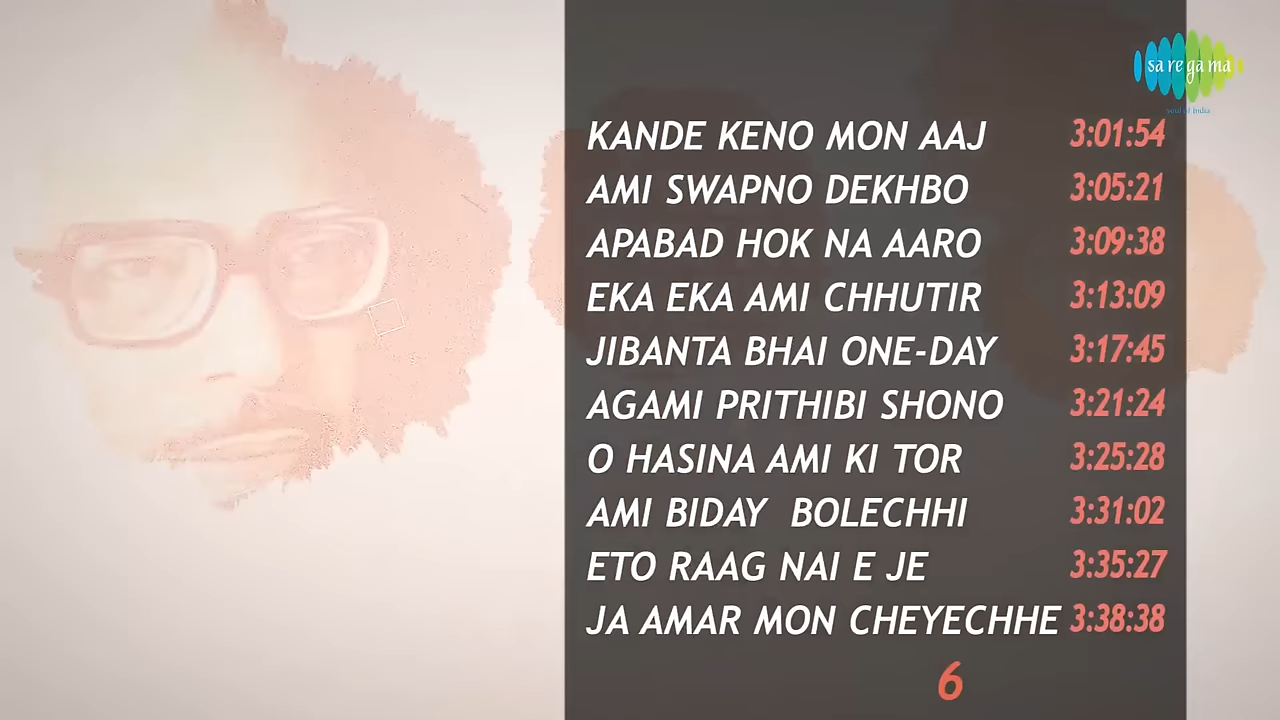 sa re ga ma
soul of India
KANDE KENO MON AAJ 3:01:54
AMI SWAPNO DEKHBO 3:05:21
APABAD HOK NA AARO 3:09:38
EKA EKA AMI CHHUTIR 3:13:09
JIBANTA BHAI ONE-DAY 3:17:45
AGAMI PRITHIBI SHONO 3:21:24
O HASINA AMI KI TOR 3:25:28
AMI BIDAY BOLECHHI 3:31:02
ETO RAAG NAI E JE 3:35:27
JA AMAR MON CHEYECHHE 3:38:38
6